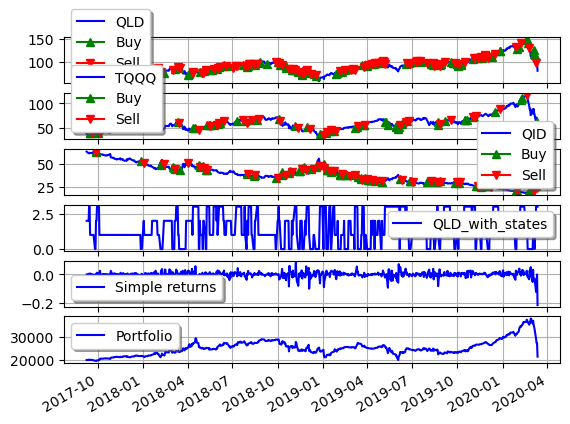 QLD
Buy
Sell
150
100
TQQQ
Buy
Sell
100
50
QID
Buy
Sell
50
25
QLD_with_states
2.5
0.0
Simple returns
0.0
−0.2
Portfolio
30000
20000
2017-10
2018-01
2018-04
2018-07
2018-10
2019-01
2019-04
2019-07
2019-10
2020-01
2020-04